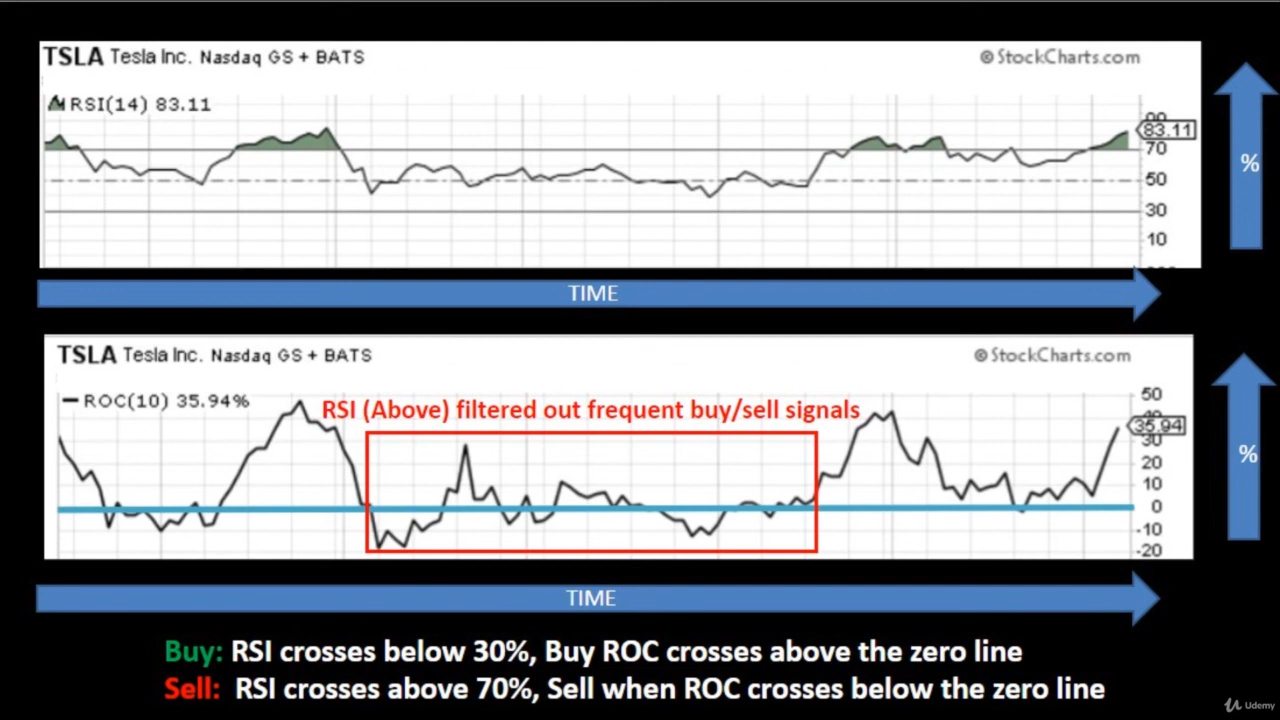 TSLA Tesla Inc. Nasdaq GS + BATS
© StockCharts.com
RSI(14) 83.11
90
83.11
70
50
30
10
%
TIME
TSLA Tesla Inc. Nasdaq GS + BATS
© StockCharts.com
ROC(10) 35.94%
RSI (Above) filtered out frequent buy/sell signals
50
40
35.94
30
20
10
0
-10
-20
%
TIME
Buy: RSI crosses below 30%, Buy ROC crosses above the zero line
Sell: RSI crosses above 70%, Sell when ROC crosses below the zero line
Udemy